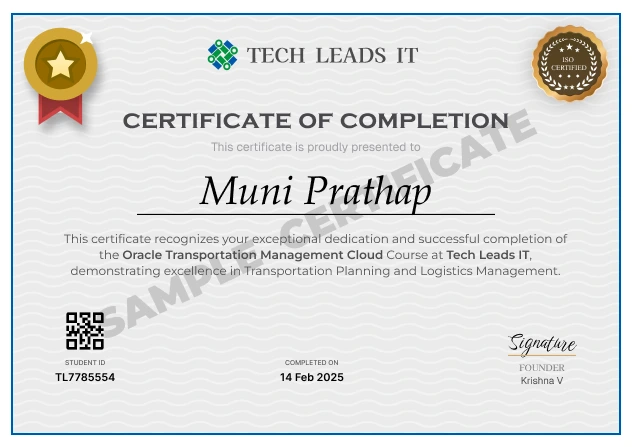 TECH LEADS IT
ISO
CERTIFIED
CERTIFICATE OF COMPLETION
This certificate is proudly presented to
Muni Prathap
This certificate recognizes your exceptional dedication and successful completion of
the Oracle Transportation Management Cloud Course at Tech Leads IT,
demonstrating excellence in Transportation Planning and Logistics Management.
SAMPLE CERTIFICATE
Signature
STUDENT ID
COMPLETED ON
FOUNDER
TL7785554
14 Feb 2025
Krishna V